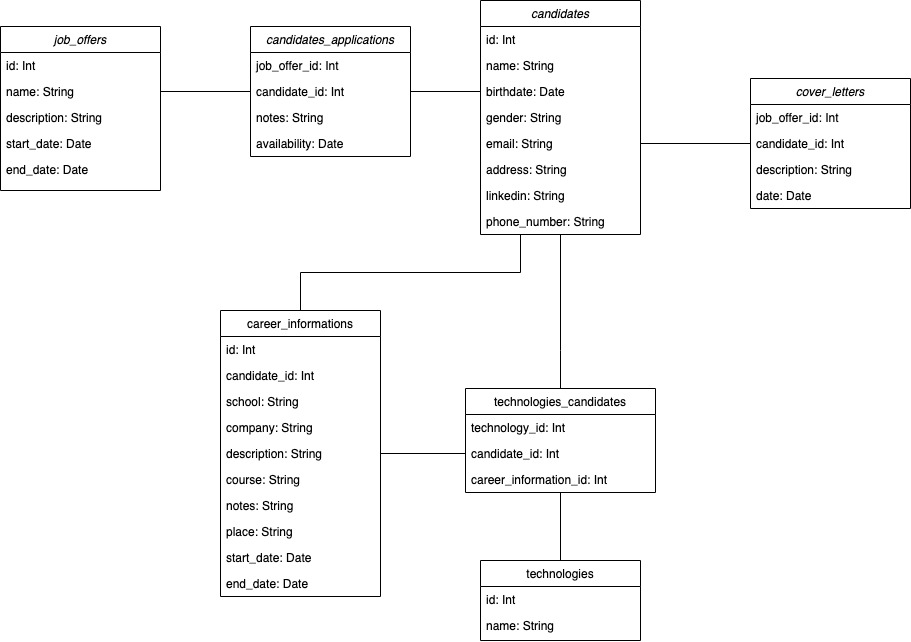 job_offers
id: Int
name: String
description: String
start_date: Date
end_date: Date
candidates_applications
job_offer_id: Int
candidate_id: Int
notes: String
availability: Date
candidates
id: Int
name: String
birthdate: Date
gender: String
email: String
address: String
linkedin: String
phone_number: String
cover_letters
job_offer_id: Int
candidate_id: Int
description: String
date: Date
career_informations
id: Int
candidate_id: Int
school: String
company: String
description: String
course: String
notes: String
place: String
start_date: Date
end_date: Date
technologies_candidates
technology_id: Int
candidate_id: Int
career_information_id: Int
technologies
id: Int
name: String